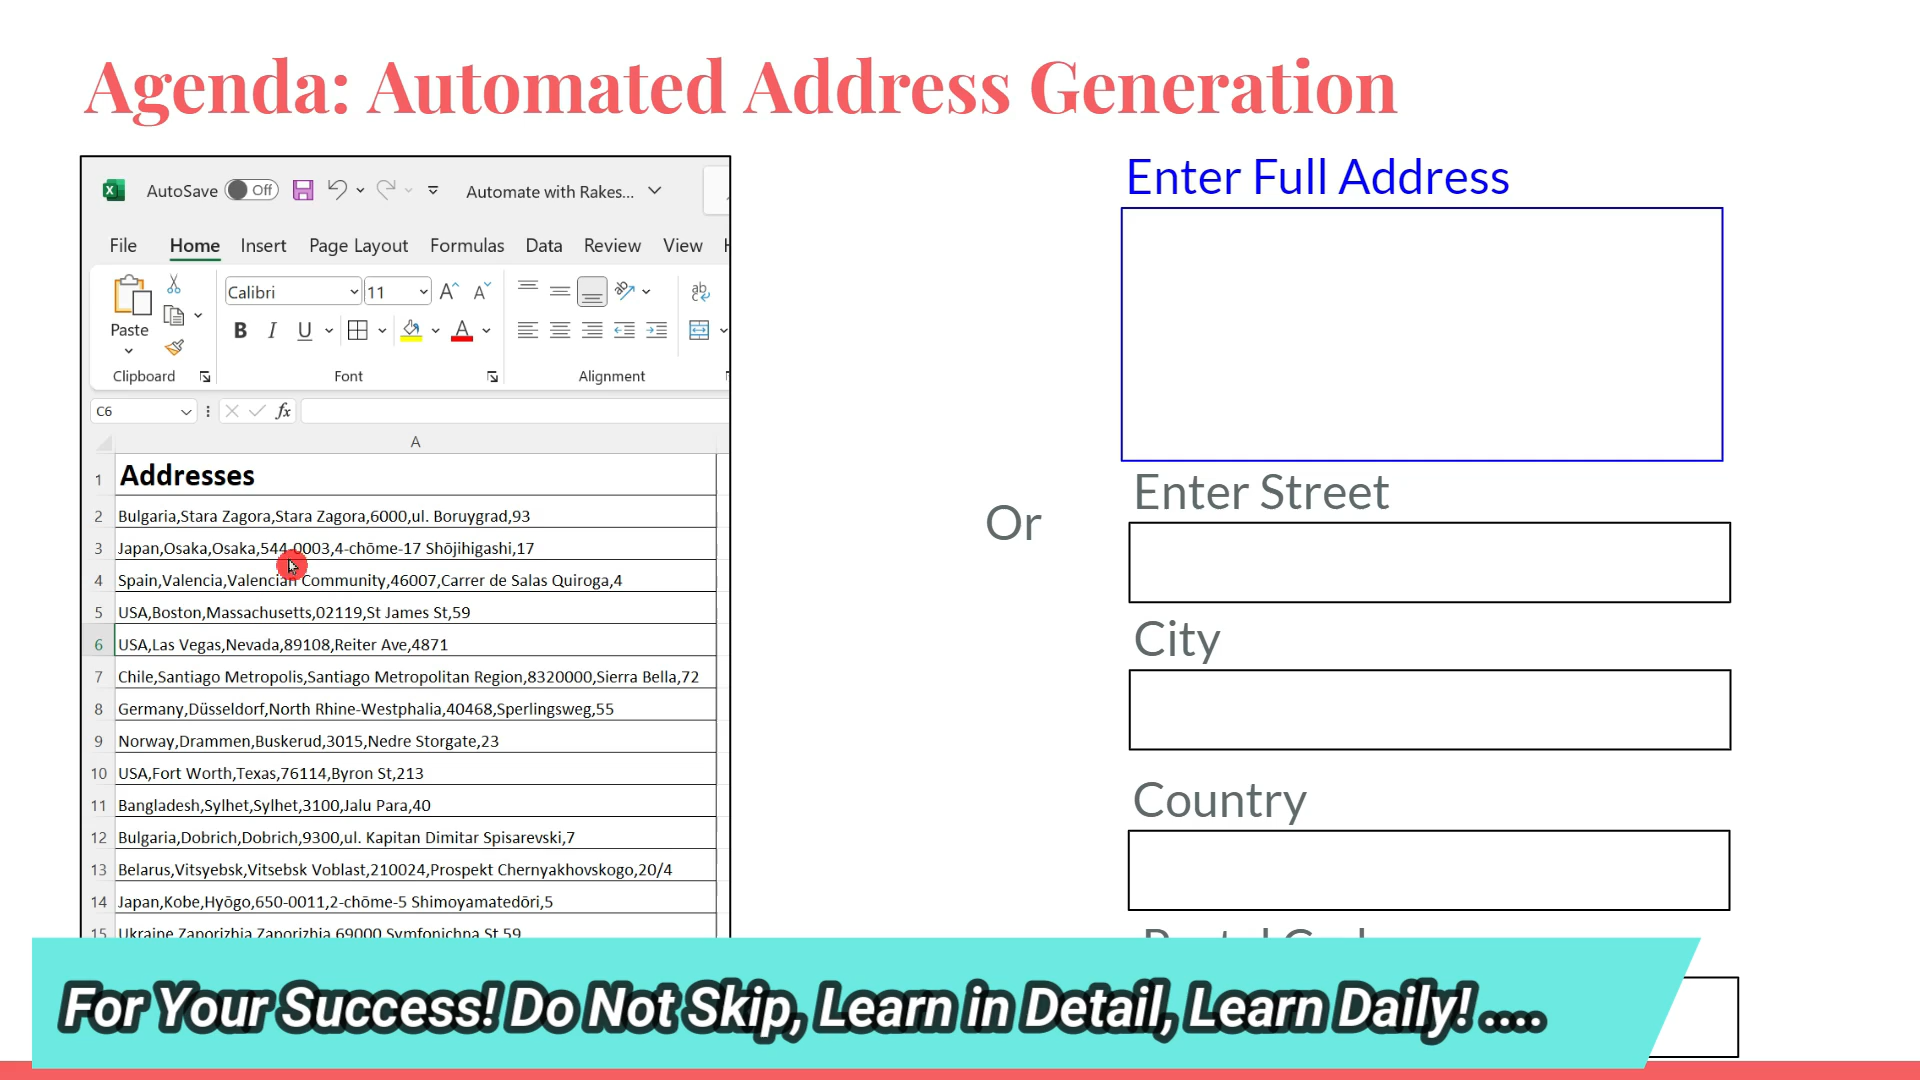 Agenda: Automated Address Generation
AutoSave Off Automate with Rakes...
File Home Insert Page Layout Formulas Data Review View
Calibri 11
Paste
B I U
Clipboard Font Alignment
C6 fx
A
1 Addresses
2 Bulgaria,Stara Zagora,Stara Zagora,6000,ul. Boruygrad,93
3 Japan,Osaka,Osaka,544-0003,4-chōme-17 Shōjihigashi,17
4 Spain,Valencia,Valencian Community,46007,Carrer de Salas Quiroga,4
5 USA,Boston,Massachusetts,02119,St James St,59
6 USA,Las Vegas,Nevada,89108,Reiter Ave,4871
7 Chile,Santiago Metropolis,Santiago Metropolitan Region,8320000,Sierra Bella,72
8 Germany,Düsseldorf,North Rhine-Westphalia,40468,Sperlingsweg,55
9 Norway,Drammen,Buskerud,3015,Nedre Storgate,23
10 USA,Fort Worth,Texas,76114,Byron St,213
11 Bangladesh,Sylhet,Sylhet,3100,Jalu Para,40
12 Bulgaria,Dobrich,Dobrich,9300,ul. Kapitan Dimitar Spisarevski,7
13 Belarus,Vitsyebsk,Vitsebsk Voblast,210024,Prospekt Chernyakhovskogo,20/4
14 Japan,Kobe,Hyōgo,650-0011,2-chōme-5 Shimoyamatedōri,5
15 Ukraine,Zaporizhia,Zaporizhia,69000,Symfonichna St,59
Or
Enter Full Address
Enter Street
City
Country
For Your Success! Do Not Skip, Learn in Detail, Learn Daily! ....